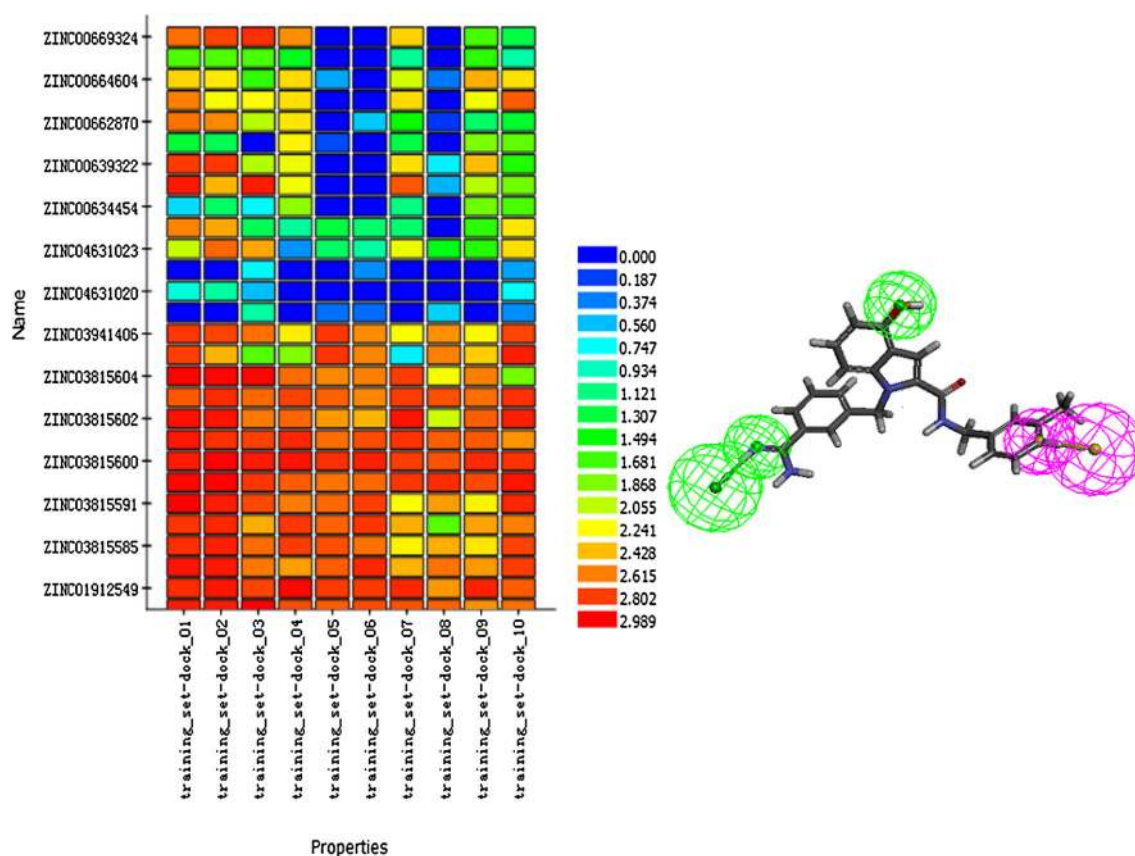 ZINC00669324
ZINC00664604
ZINC00662870
ZINC00639322
ZINC00634454
ZINC04631023
ZINC04631020
ZINC03941406
ZINC03815604
ZINC03815602
ZINC03815600
ZINC03815591
ZINC03815585
ZINC01912549
Name
training_set-dock_01
training_set-dock_02
training_set-dock_03
training_set-dock_04
training_set-dock_05
training_set-dock_06
training_set-dock_07
training_set-dock_08
training_set-dock_09
training_set-dock_10
Properties
0.000
0.187
0.374
0.560
0.747
0.934
1.121
1.307
1.494
1.681
1.868
2.055
2.241
2.428
2.615
2.802
2.989